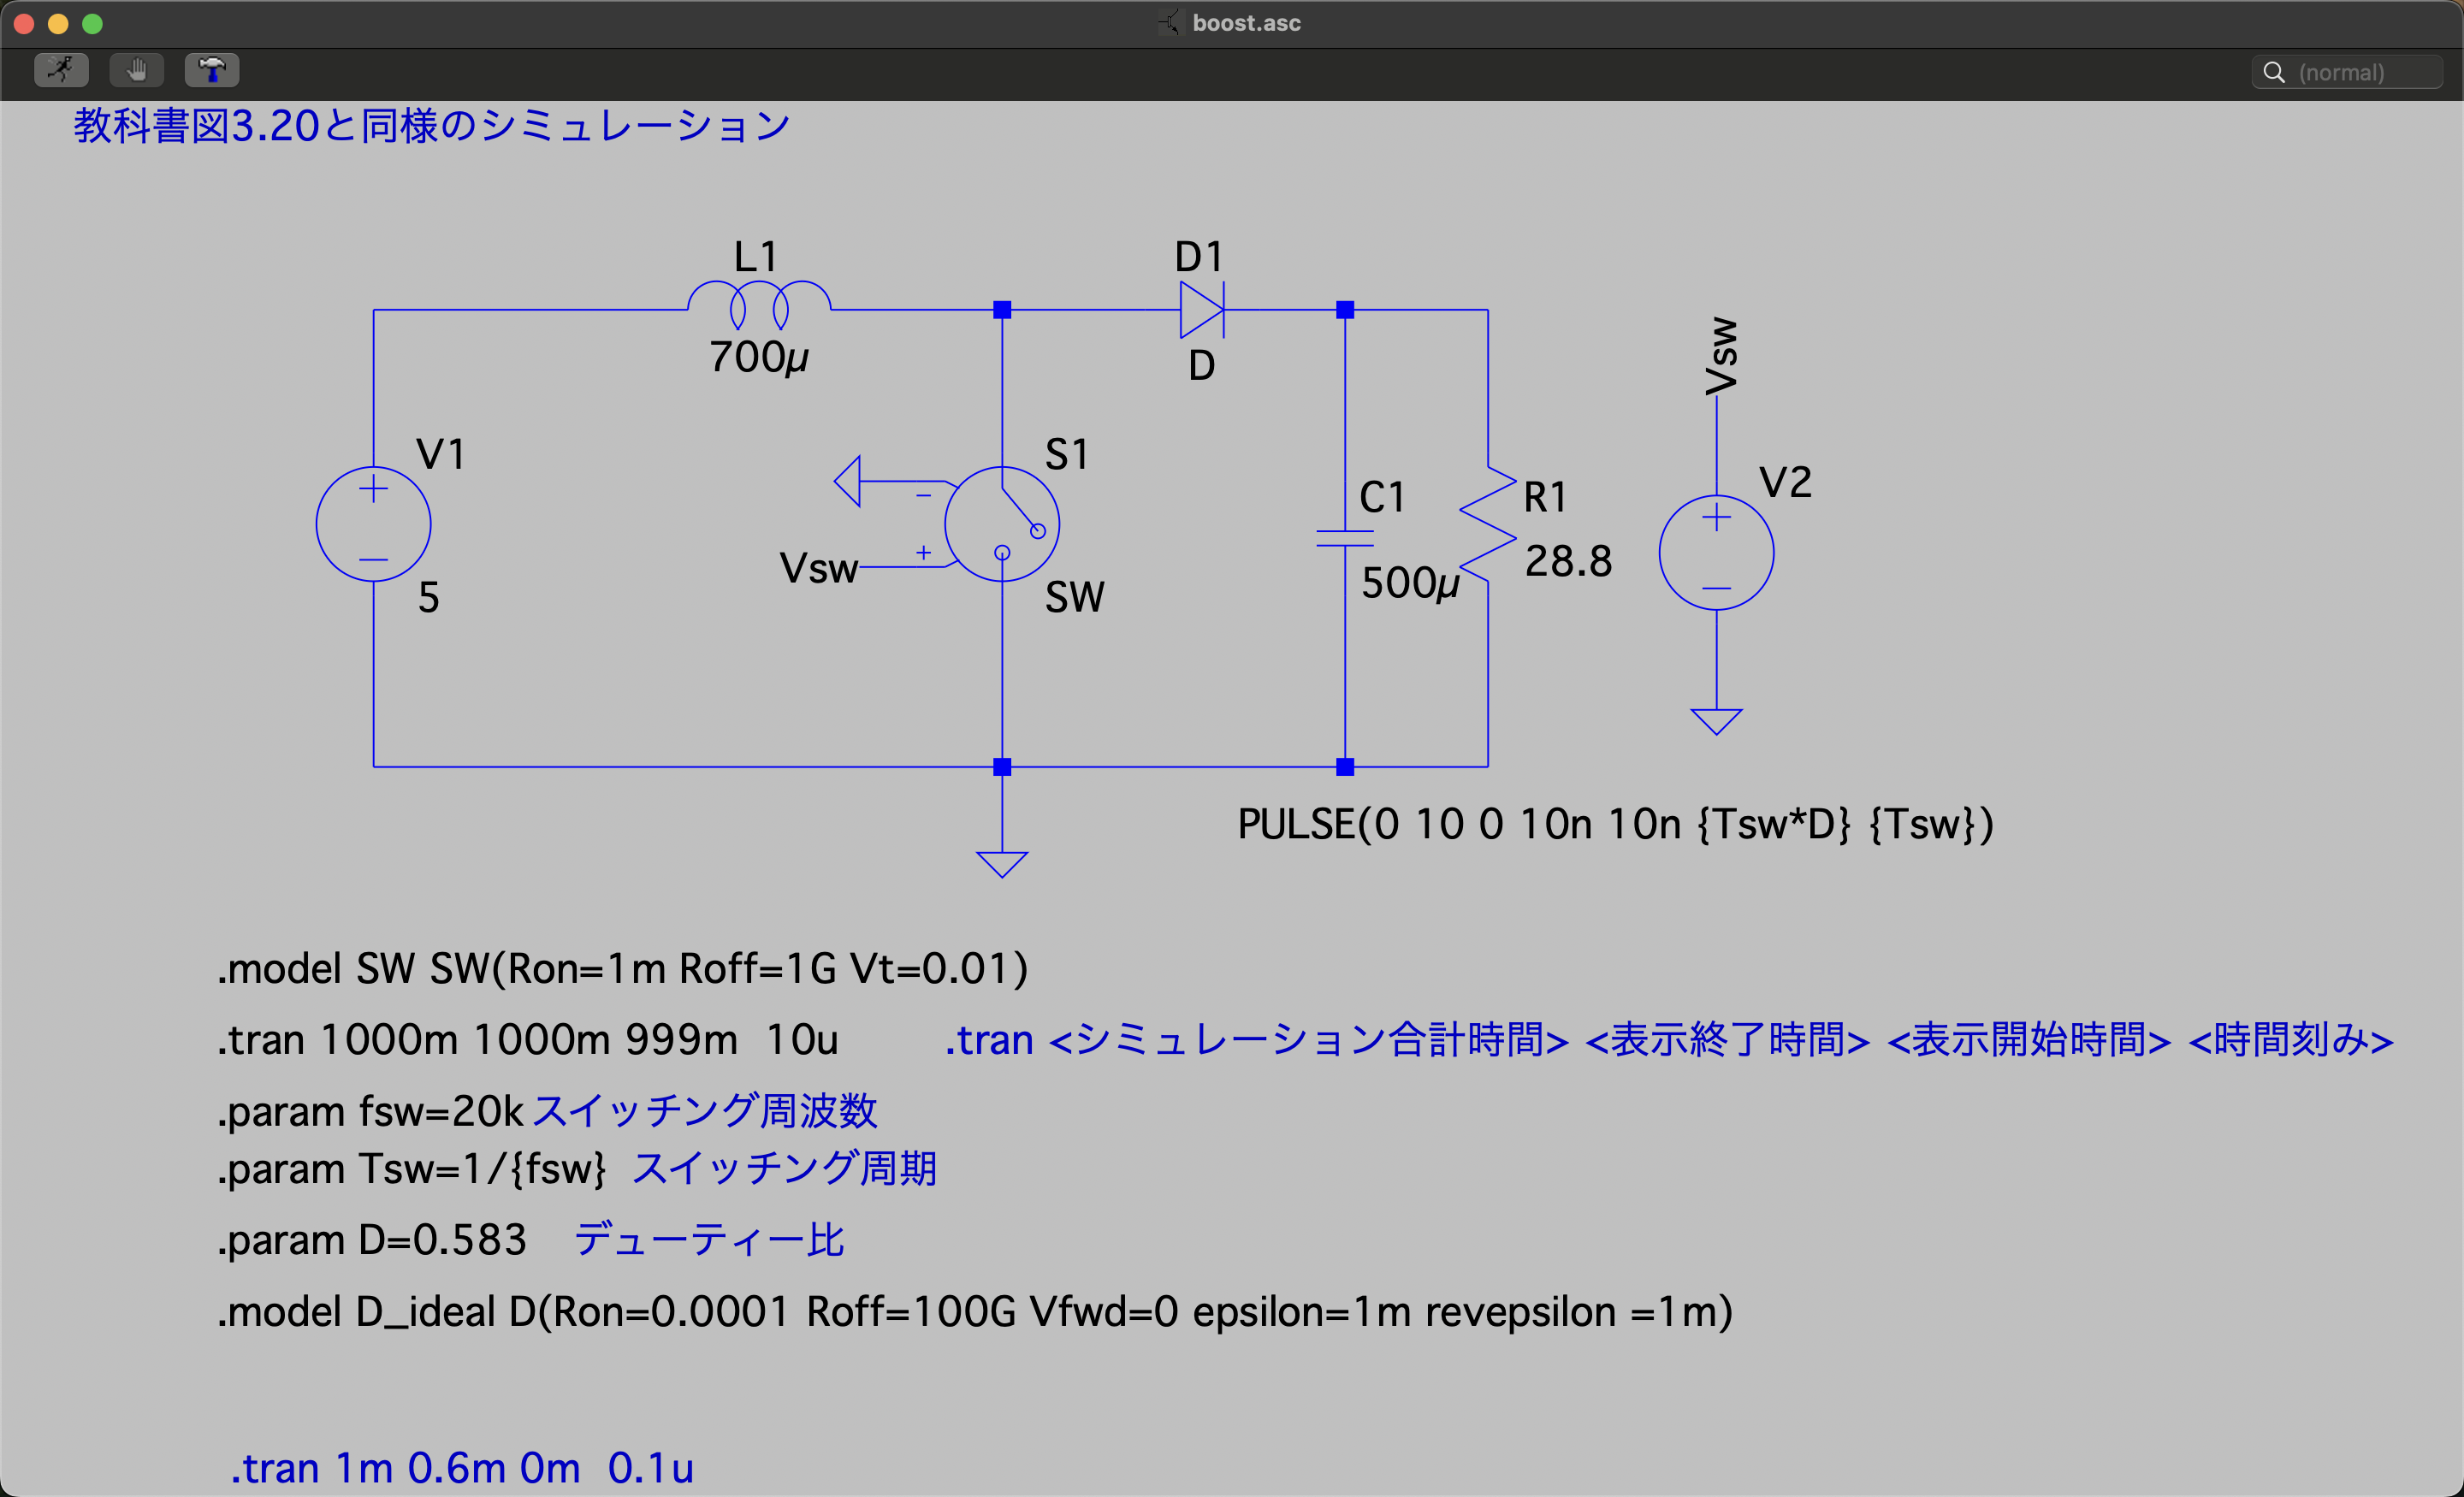 boost.asc
(normal)
教科書図3.20と同様のシミュレーション
L1
700µ
D1
D
Vsw
V1
5
S1
SW
Vsw
C1
500µ
R1
28.8
V2
PULSE(0 10 0 10n 10n {Tsw*D} {Tsw})
.model SW SW(Ron=1m Roff=1G Vt=0.01)
.tran 1000m 1000m 999m 10u .tran <シミュレーション合計時間> <表示終了時間> <表示開始時間> <時間刻み>
.param fsw=20k スイッチング周波数
.param Tsw=1/{fsw} スイッチング周期
.param D=0.583 デューティー比
.model D_ideal D(Ron=0.0001 Roff=100G Vfwd=0 epsilon=1m revepsilon =1m)
.tran 1m 0.6m 0m 0.1u